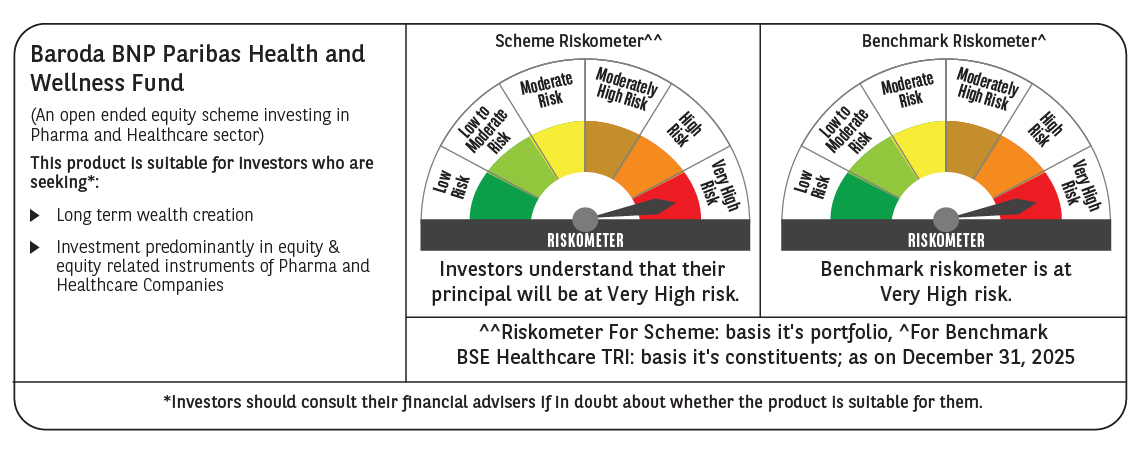 Baroda BNP Paribas Health and
Wellness Fund
(An open ended equity scheme investing in
Pharma and Healthcare sector)
This product is suitable for investors who are
seeking*:
Long term wealth creation
Investment predominantly in equity &
equity related instruments of Pharma and
Healthcare Companies
Scheme Riskometer^^
Low
Risk
Low to
Moderate
Risk
Moderate
Risk
Moderately
High Risk
High
Risk
Very High
Risk
RISKOMETER
Investors understand that their
principal will be at Very High risk.
Benchmark Riskometer^
Low
Risk
Low to
Moderate
Risk
Moderate
Risk
Moderately
High Risk
High
Risk
Very High
Risk
RISKOMETER
Benchmark riskometer is at
Very High risk.
^^Riskometer For Scheme: basis it's portfolio, ^For Benchmark
BSE Healthcare TRI: basis it's constituents; as on December 31, 2025
*Investors should consult their financial advisers if in doubt about whether the product is suitable for them.